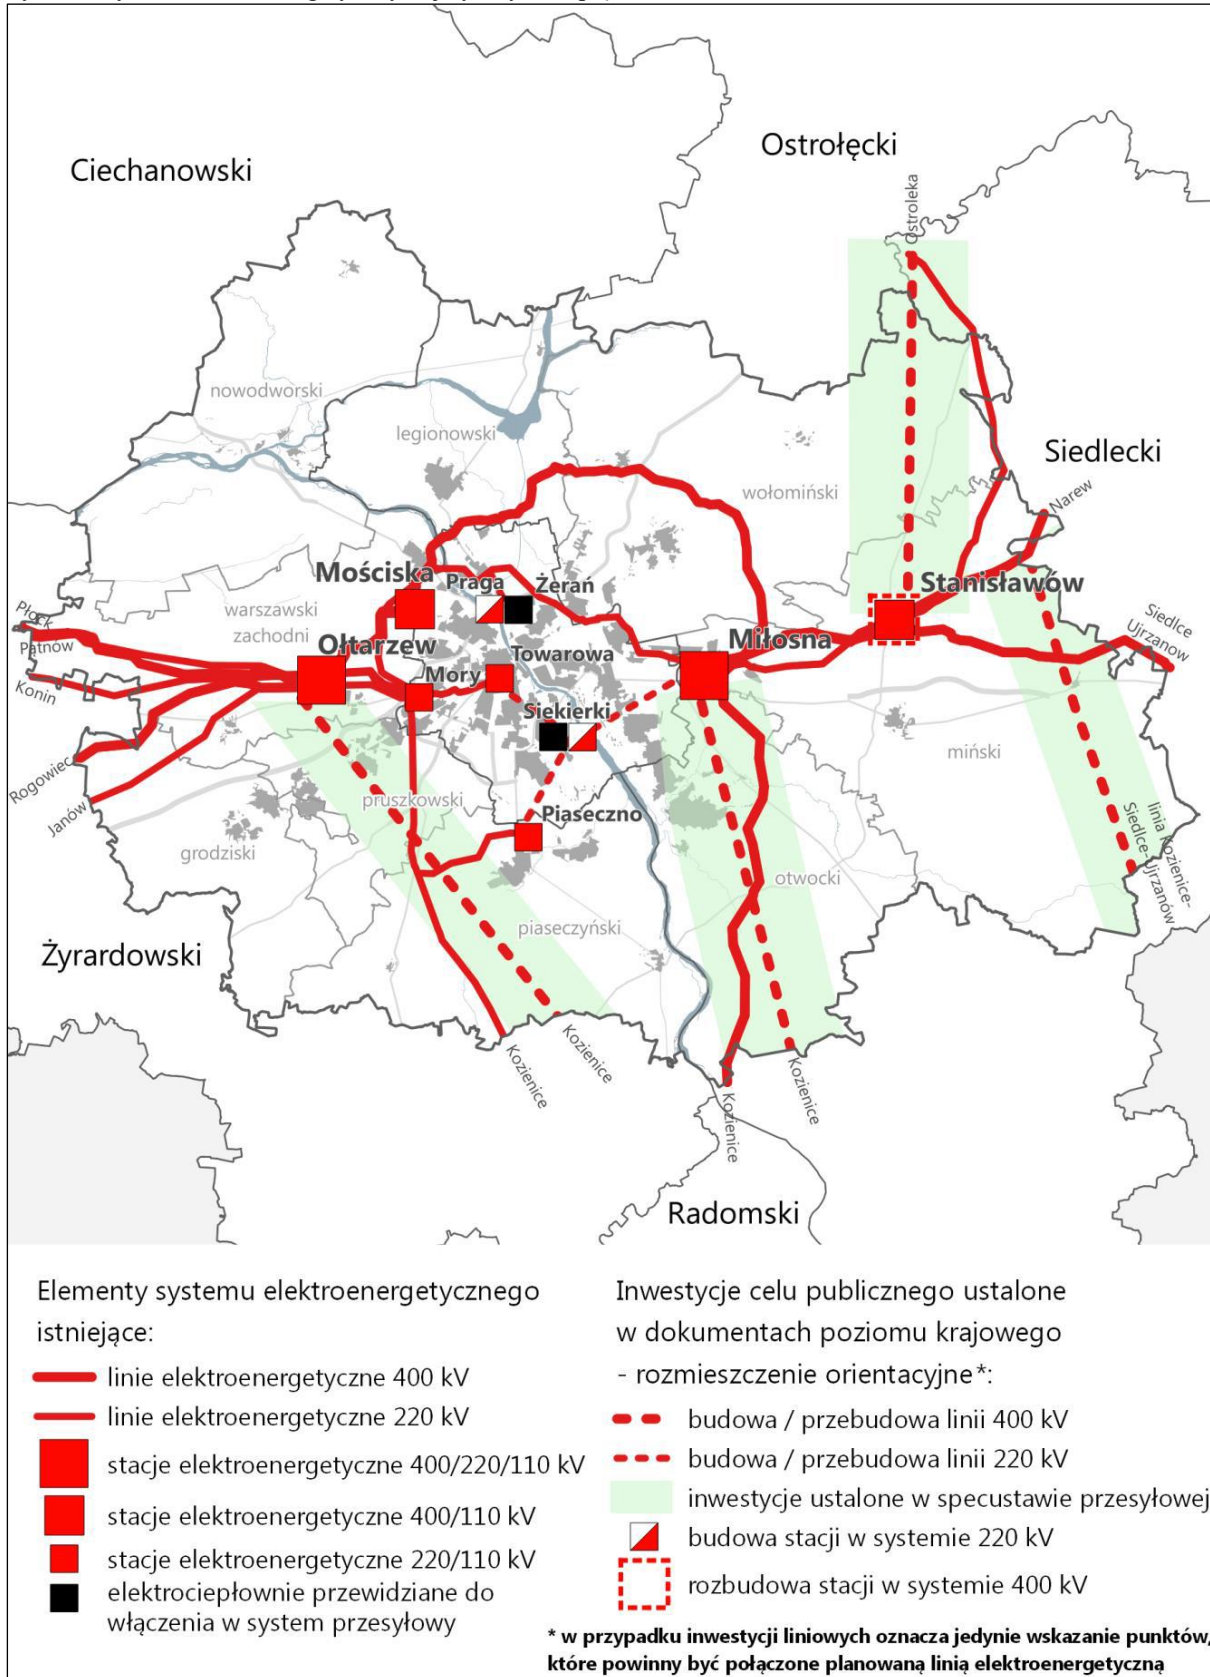 Ciechanowski
Ostrołęcki
Ostrołeka
nowodworski
legionowski
Siedlecki
wołomiński
Narew
Mościska
Praga
Żerań
Stanisławów
warszawski
zachodni
Płock
Pątnów
Ołtarzew
Towarowa
Miłosna
Siedlce
Ujrzanow
Konin
Mory
Siekierki
miński
Rogowiec
Janów
pruszkowski
Piaseczno
grodziski
otwocki
linia Kozienice-
Siedlce-Ujrzanów
Żyrardowski
piaseczyński
Kozienice
Kozienice
Kozienice
Kozienice
Radomski
Elementy systemu elektroenergetycznego
istniejące:
linie elektroenergetyczne 400 kV
linie elektroenergetyczne 220 kV
stacje elektroenergetyczne 400/220/110 kV
stacje elektroenergetyczne 400/110 kV
stacje elektroenergetyczne 220/110 kV
elektrociepłownie przewidziane do
włączenia w system przesyłowy
Inwestycje celu publicznego ustalone
w dokumentach poziomu krajowego
- rozmieszczenie orientacyjne*:
budowa / przebudowa linii 400 kV
budowa / przebudowa linii 220 kV
inwestycje ustalone w specustawie przesyłowej
budowa stacji w systemie 220 kV
rozbudowa stacji w systemie 400 kV
* w przypadku inwestycji liniowych oznacza jedynie wskazanie punktów,
które powinny być połączone planowaną linią elektroenergetyczną